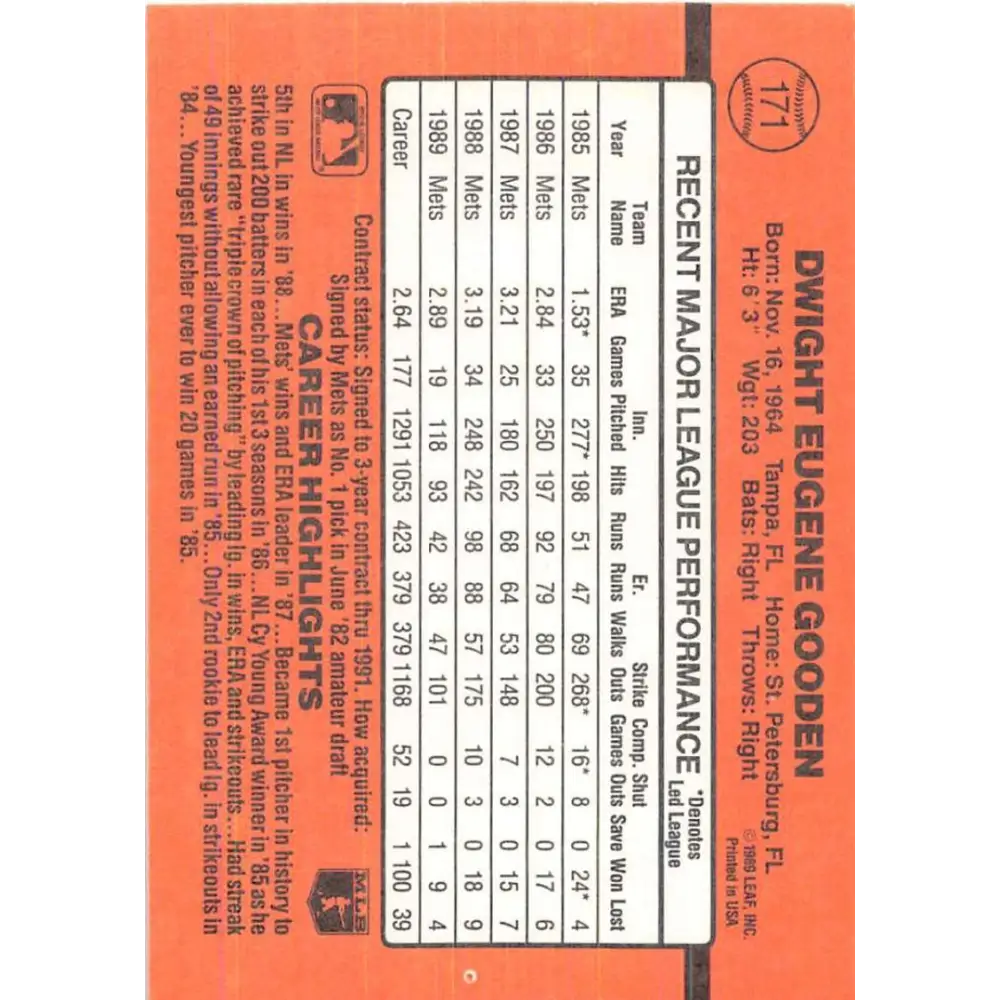 171
DWIGHT EUGENE GOODEN
Born: Nov. 16, 1964 Tampa, FL Home: St. Petersburg, FL
Ht: 6'3" Wgt: 203 Bats: Right Throws: Right
© 1989 LEAF, INC.
Printed in USA
RECENT MAJOR LEAGUE PERFORMANCE *Denotes Led League
Year Team Name ERA Games Inn. Pitched Hits Runs Er. Runs Walks Strike Outs Comp. Games Shut Outs Save Won Lost
1985 Mets 1.53* 35 277* 198 51 47 69 268* 16* 8 0 24* 4
1986 Mets 2.84 33 250 197 92 79 80 200 12 2 0 17 6
1987 Mets 3.21 25 180 162 68 64 53 148 7 3 0 15 7
1988 Mets 3.19 34 248 242 98 88 57 175 10 3 0 18 9
1989 Mets 2.89 19 118 93 42 38 47 101 0 0 1 9 4
Career 2.64 177 1291 1053 423 379 379 1168 52 19 1 100 39
Contract status: Signed to 3-year contract thru 1991. How acquired:
Signed by Mets as No. 1 pick in June '82 amateur draft
MLB
CAREER HIGHLIGHTS
5th in NL in wins in '88...Mets' wins and ERA leader in '87...Became 1st pitcher in history to
strike out 200 batters in each of his 1st 3 seasons in '86...NL Cy Young Award winner in '85 as he
achieved rare "triple crown of pitching" by leading lg. in wins, ERA and strikeouts...Had streak
of 49 innings without allowing an earned run in '85...Only 2nd rookie to lead lg. in strikeouts in
'84...Youngest pitcher ever to win 20 games in '85.